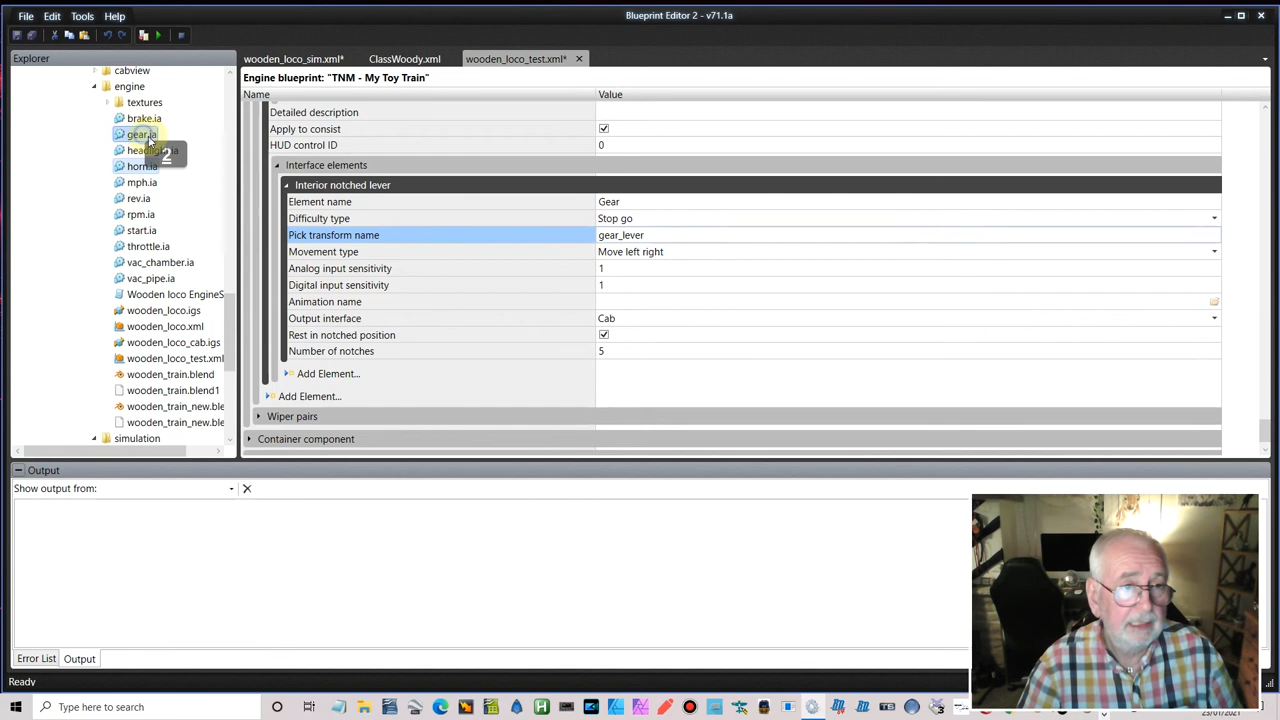 File Edit Tools Help
Blueprint Editor 2 - v71.1a
Explorer
cabview
engine
textures
brake.ia
gear.ia
horn.ia
mph.ia
rev.ia
rpm.ia
start.ia
throttle.ia
vac_chamber.ia
vac_pipe.ia
Wooden loco EngineS
wooden_loco.igs
wooden_loco.xml
wooden_loco_cab.igs
wooden_loco_test.xml
wooden_train.blend
wooden_train.blend1
wooden_train_new.ble
wooden_train_new.ble
simulation
2
wooden_loco_sim.xml* ClassWoody.xml wooden_loco_test.xml*
Engine blueprint: "TNM - My Toy Train"
Name Value
Detailed description
Apply to consist
HUD control ID 0
Interface elements
Interior notched lever
Element name Gear
Difficulty type Stop go
Pick transform name gear_lever
Movement type Move left right
Analog input sensitivity 1
Digital input sensitivity 1
Animation name
Output interface Cab
Rest in notched position
Number of notches 5
Add Element...
Add Element...
Wiper pairs
Container component
Output
Show output from:
Error List Output
Ready
Type here to search
23/01/2021